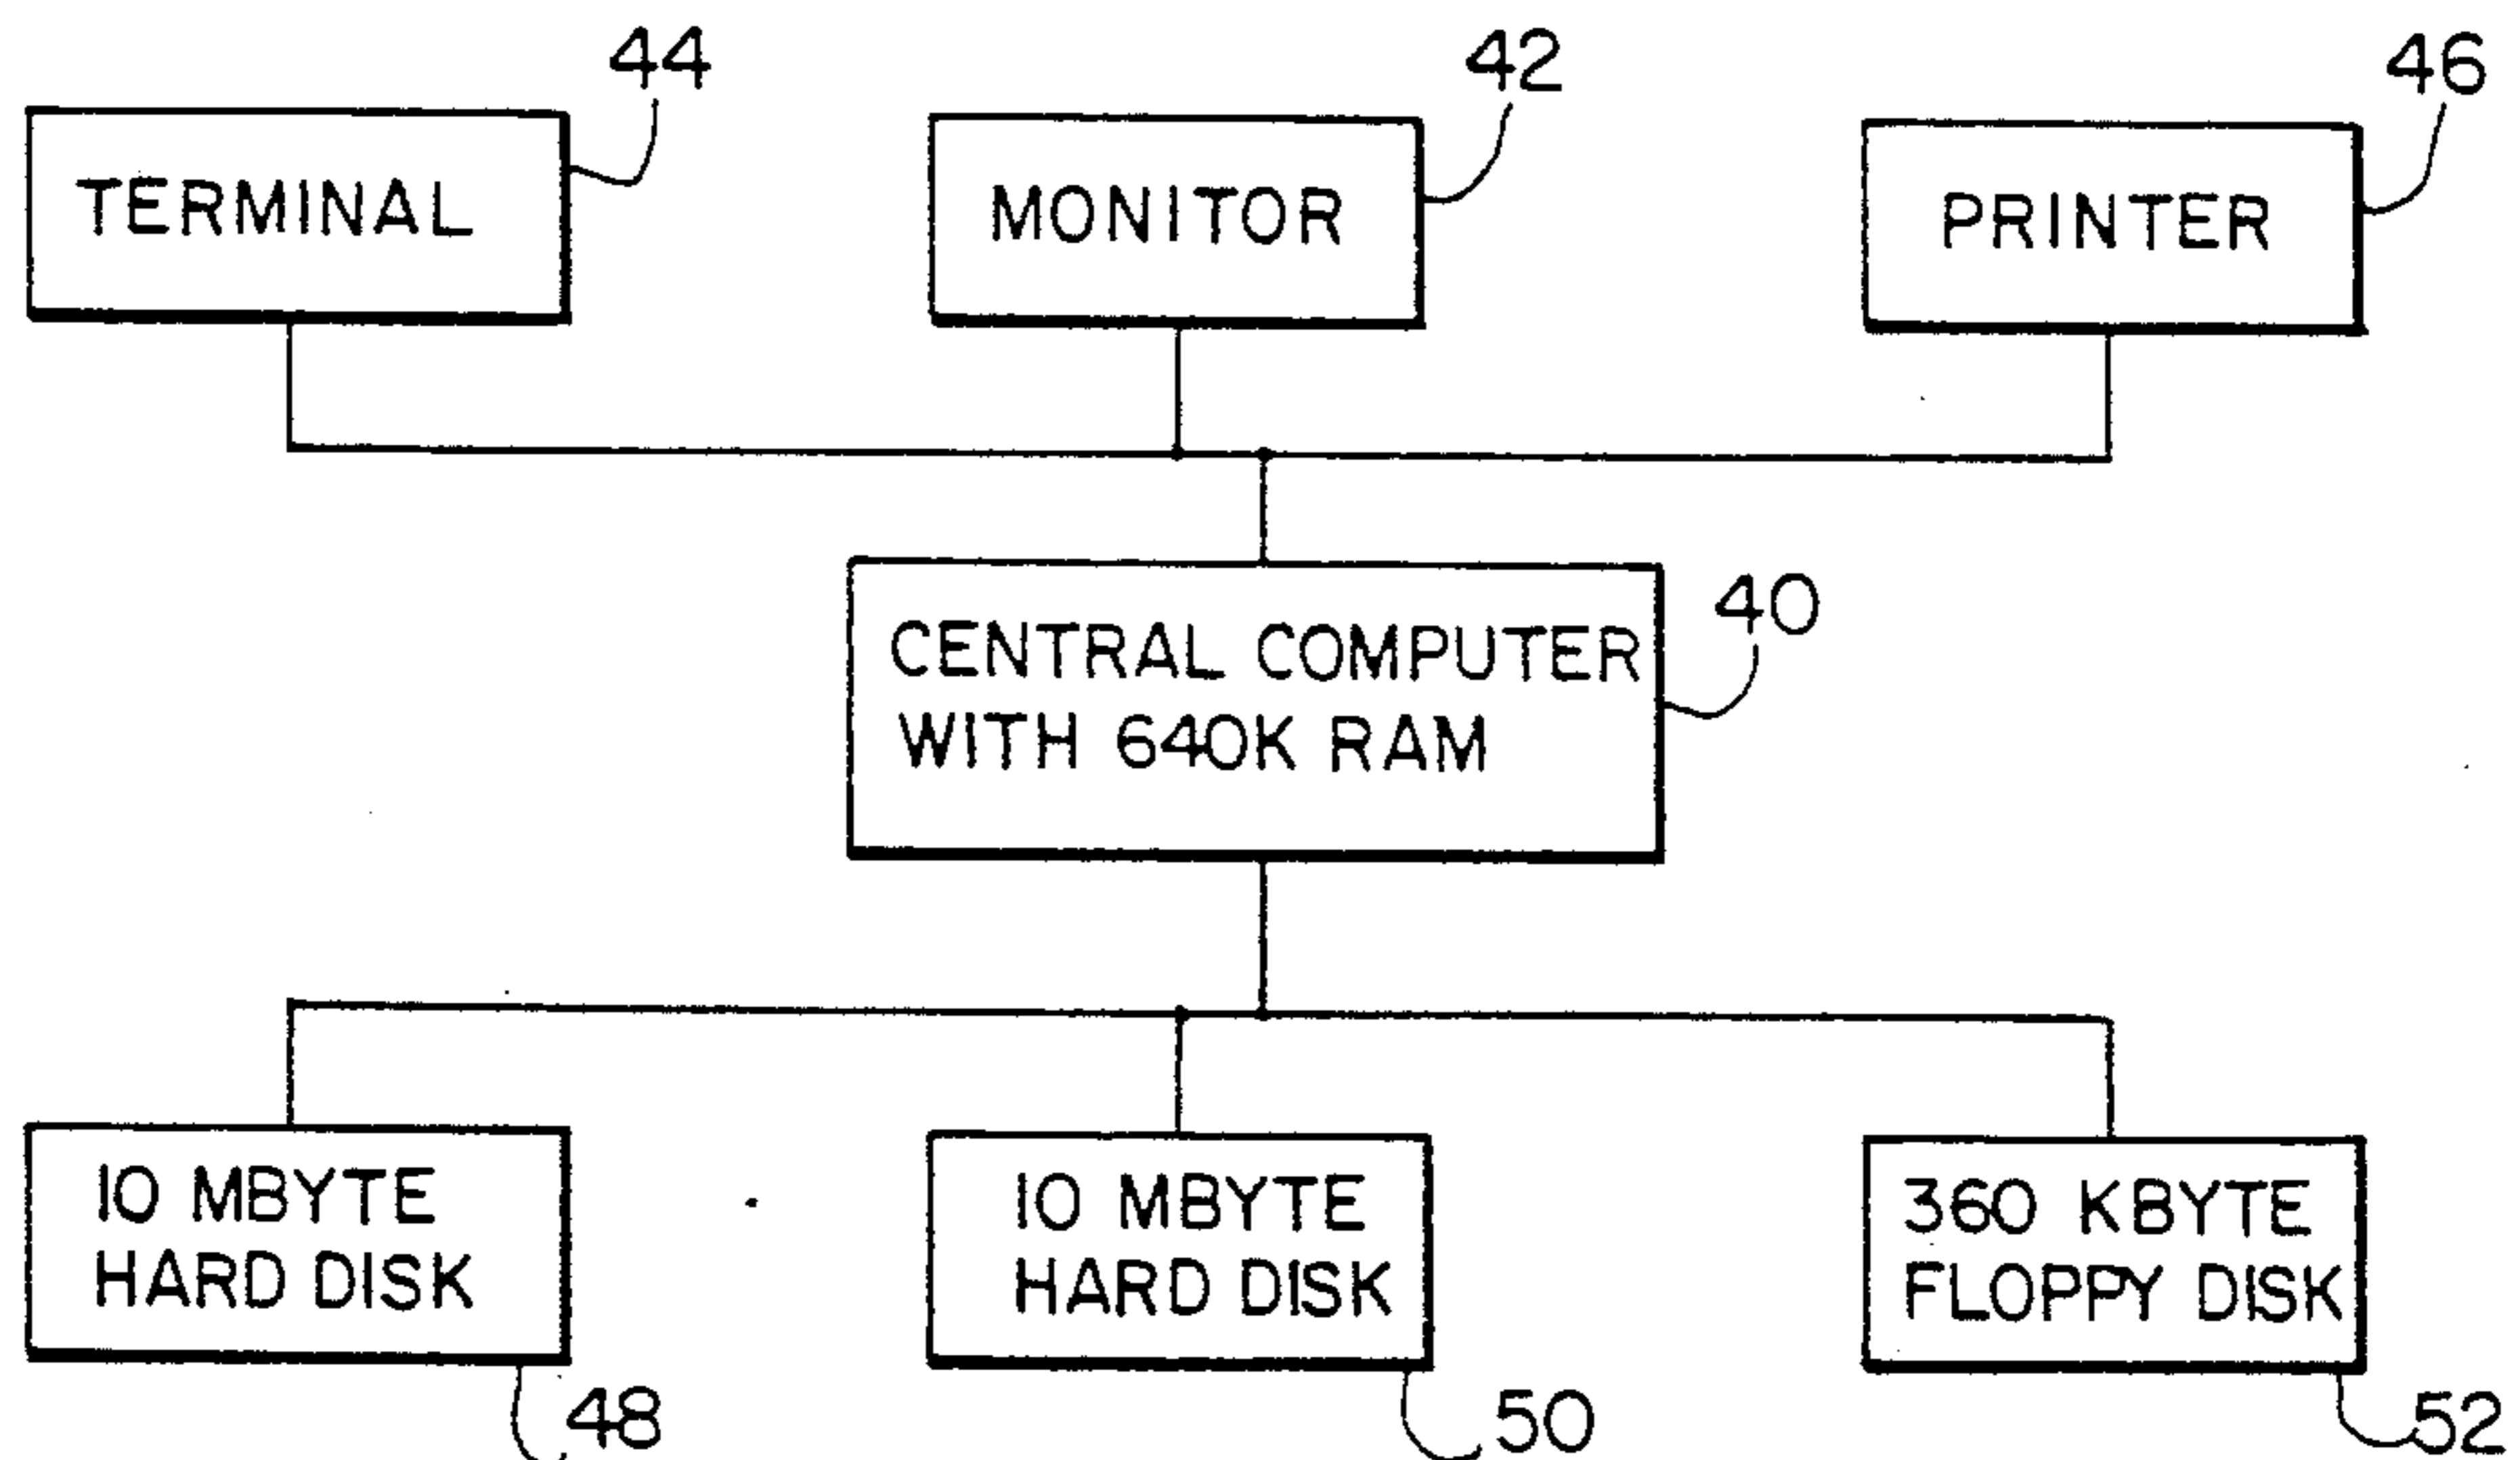 44
42
46
TERMINAL
MONITOR
PRINTER
CENTRAL COMPUTER
WITH 640K RAM
40
10 MBYTE
HARD DISK
10 MBYTE
HARD DISK
360 KBYTE
FLOPPY DISK
48
50
52